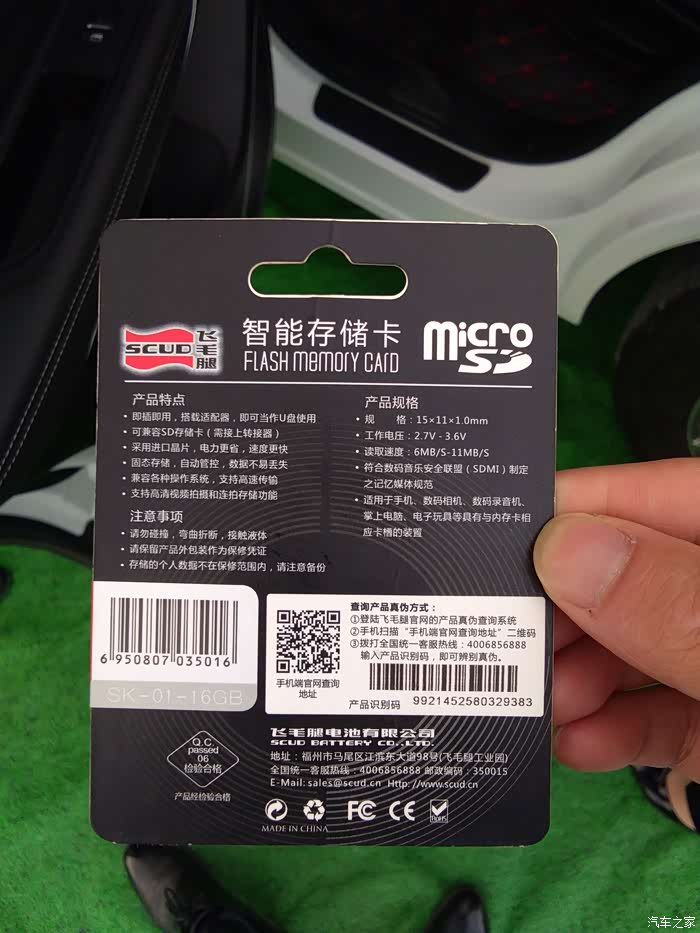 SCUD 飞毛腿
智能存储卡
FLASH memory CARD
micro SD
产品特点
• 即插即用，搭载适配器，即可当作U盘使用
• 可兼容SD存储卡（需接上转接器）
• 采用进口晶片，电力更省，速度更快
• 固态存储，自动管控，数据不易丢失
• 兼容各种操作系统，支持高速传输
• 支持高清视频拍摄和连拍存储功能
注意事项
• 请勿碰撞，弯曲折断，接触液体
• 请保留产品外包装作为保修凭证
• 存储的个人数据不在保修范围内，请注意备份
产品规格
• 规 格：15×11×1.0mm
• 工作电压：2.7V - 3.6V
• 读取速度：6MB/S-11MB/S
• 符合数码音乐安全联盟（SDMI）制定
之记忆媒体规范
• 适用于手机、数码相机、数码录音机、
掌上电脑、电子玩具等具有与内存卡相
应卡槽的装置
6 950807 035016
SK-01-16GB
手机端官网查询
地址
查询产品真伪方式：
①登陆飞毛腿官网的产品真伪查询系统
②手机扫描“手机端官网查询地址”二维码
③拨打全国统一客服热线：4006856888
输入产品识别码，即可辨别真伪。
产品识别码 9921452580329383
Q.C
passed
06
检验合格
产品经检验合格
飞毛腿电池有限公司
SCUD BATTERY CO.,LTD.
地址：福州市马尾区江滨东大道98号(飞毛腿工业园)
全国统一客服热线：4006856888 邮政编码：350015
E-Mail: sales@scud.cn Http://www.scud.cn
FC CE RoHS
MADE IN CHINA
汽车之家